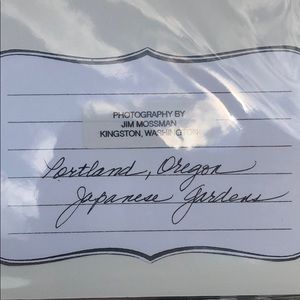 PHOTOGRAPHY BY
JIM MOSSMAN
KINGSTON, WASHINGTON
Portland, Oregon
Japanese Gardens